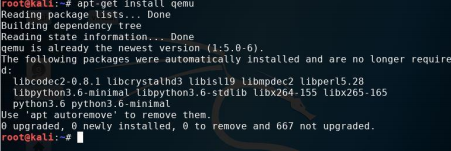 root@kali:~# apt-get install qemu
Reading package lists... Done
Building dependency tree
Reading state information... Done
qemu is already the newest version (1:5.0-6).
The following packages were automatically installed and are no longer require
d:
  libcodec2-0.8.1 libcrystalhd3 libisl19 libmpdec2 libperl5.28
  libpython3.6-minimal libpython3.6-stdlib libx264-155 libx265-165
  python3.6 python3.6-minimal
Use 'apt autoremove' to remove them.
0 upgraded, 0 newly installed, 0 to remove and 667 not upgraded.
root@kali:~#